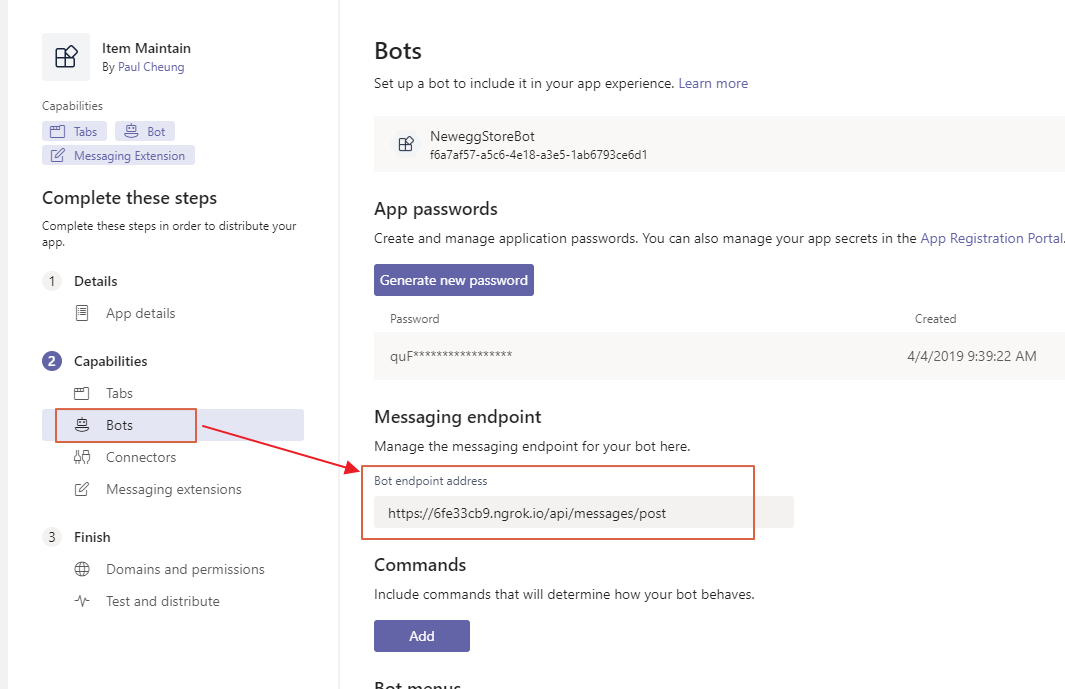 Item Maintain
By Paul Cheung
Capabilities
Tabs
Bot
Messaging Extension
Complete these steps
Complete these steps in order to distribute your
app.
1 Details
App details
2 Capabilities
Tabs
Bots
Connectors
Messaging extensions
3 Finish
Domains and permissions
Test and distribute
Bots
Set up a bot to include it in your app experience. Learn more
NeweggStoreBot
f6a7af57-a5c6-4e18-a3e5-1ab6793ce6d1
App passwords
Create and manage application passwords. You can also manage your app secrets in the App Registration Portal.
Generate new password
Password Created
quF***************** 4/4/2019 9:39:22 AM
Messaging endpoint
Manage the messaging endpoint for your bot here.
Bot endpoint address
https://6fe33cb9.ngrok.io/api/messages/post
Commands
Include commands that will determine how your bot behaves.
Add
Bot menus